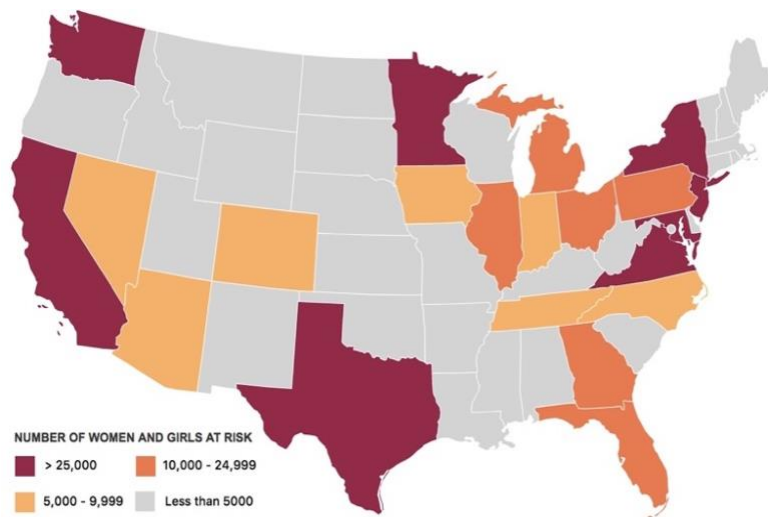 NUMBER OF WOMEN AND GIRLS AT RISK
> 25,000 10,000 - 24,999
5,000 - 9,999 Less than 5000